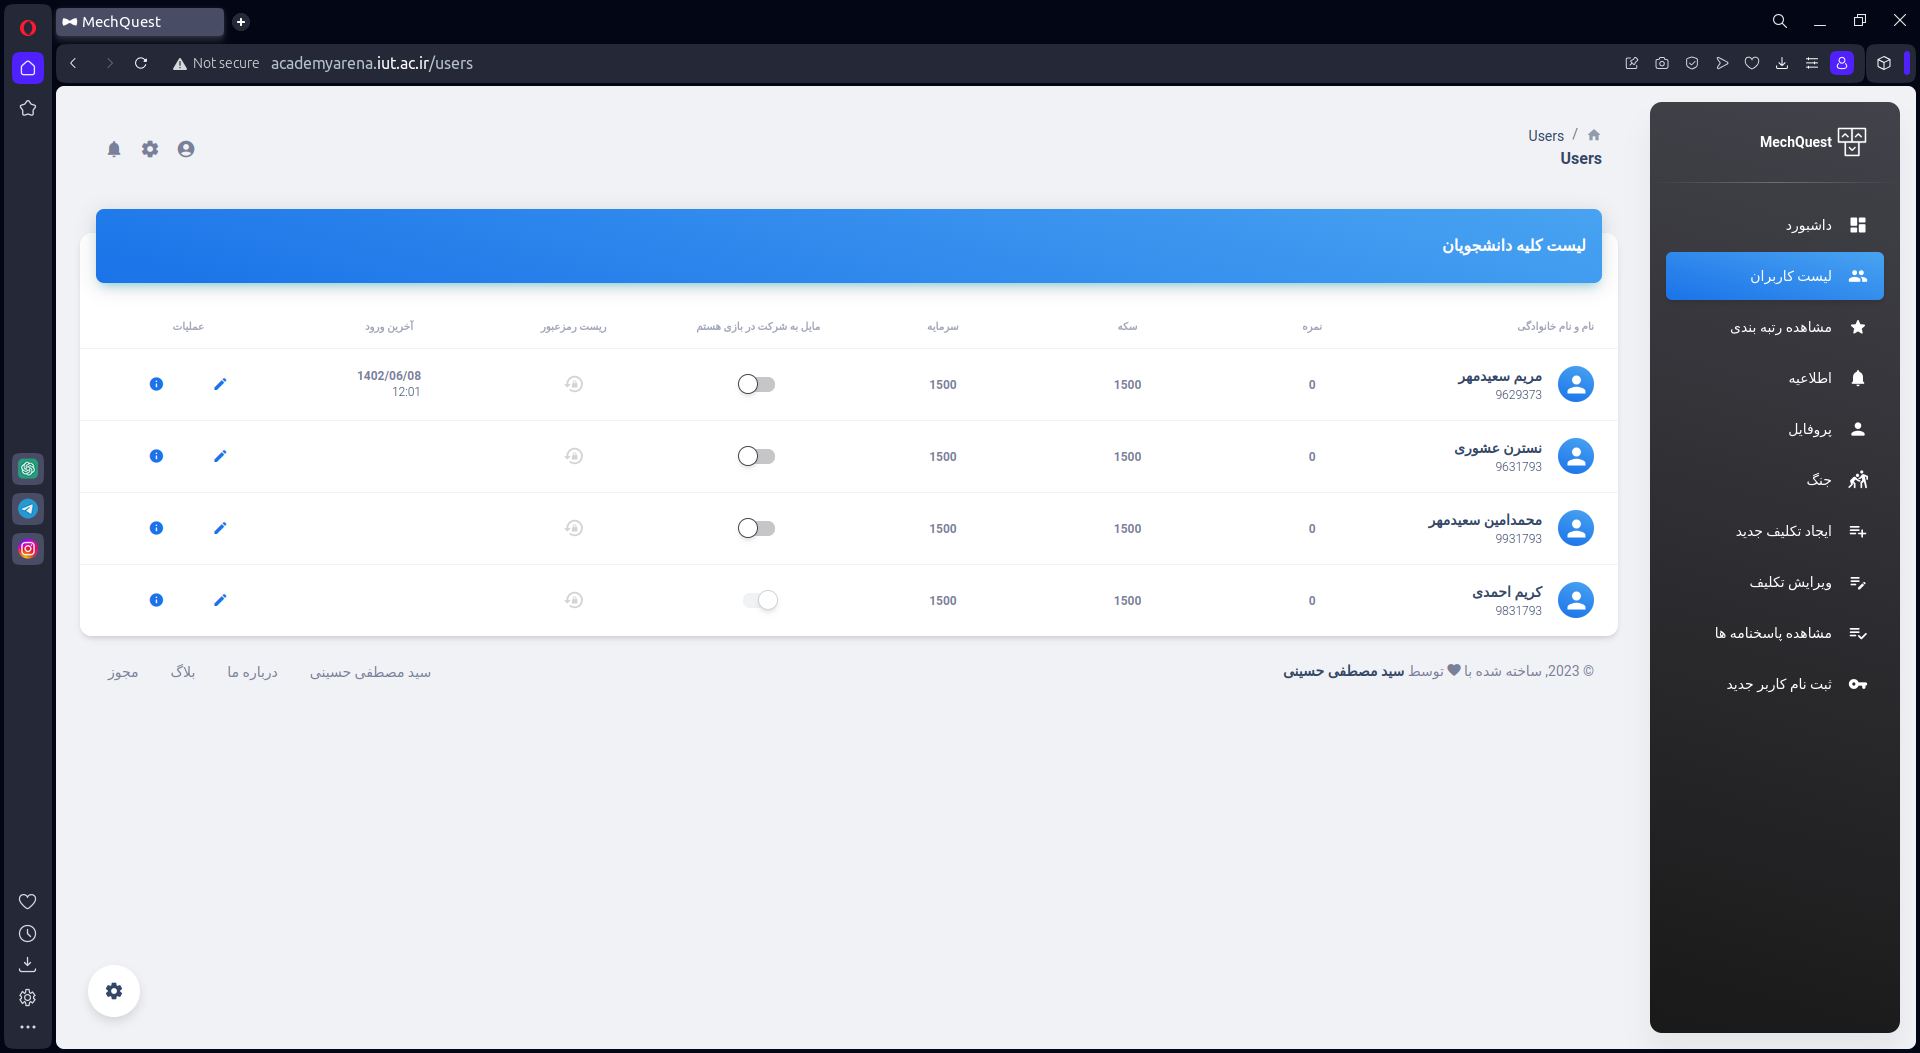 MechQuest
Not secure academyarena.iut.ac.ir/users
Users /
Users
MechQuest
داشبورد
لیست کاربران
مشاهده رتبه بندی
اطلاعیه
پروفایل
جنگ
ایجاد تکلیف جدید
ویرایش تکلیف
مشاهده پاسخنامه ها
ثبت نام کاربر جدید
لیست کلیه دانشجویان
نام و نام خانوادگی نمره سکه سرمایه مایل به شرکت در بازی هستم ریست رمزعبور آخرین ورود عملیات
مریم سعیدمهر 0 1500 1500 1402/06/08
9629373 12:01
نسترن عشوری 0 1500 1500
9631793
محمدامین سعیدمهر 0 1500 1500
9931793
کریم احمدی 0 1500 1500
9831793
© 2023, ساخته شده با توسط سید مصطفی حسینی
سید مصطفی حسینی درباره ما بلاگ مجوز